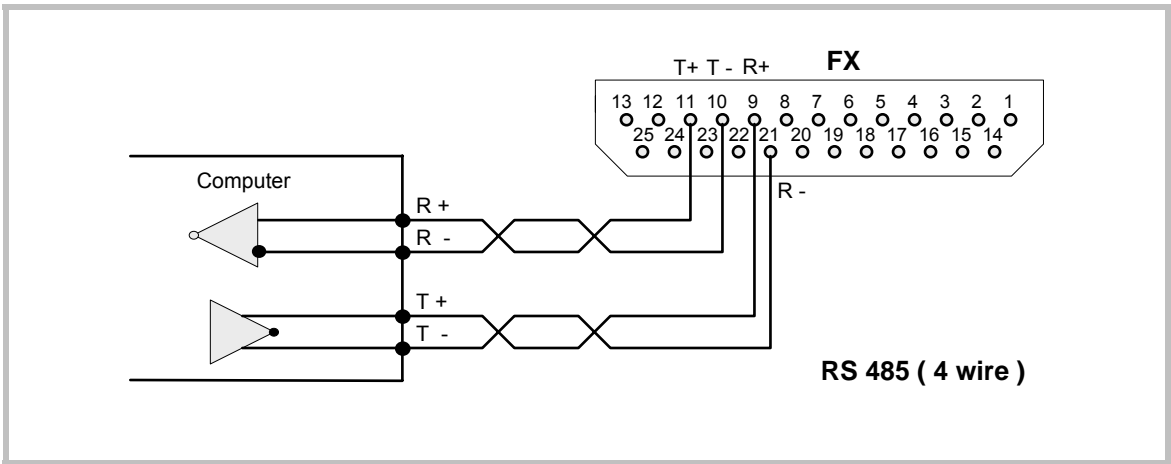 FX
T+ T - R+
13 12 11 10 9 8 7 6 5 4 3 2 1
25 24 23 22 21 20 19 18 17 16 15 14
R -
Computer
R +
R -
T +
T -
RS 485 ( 4 wire )